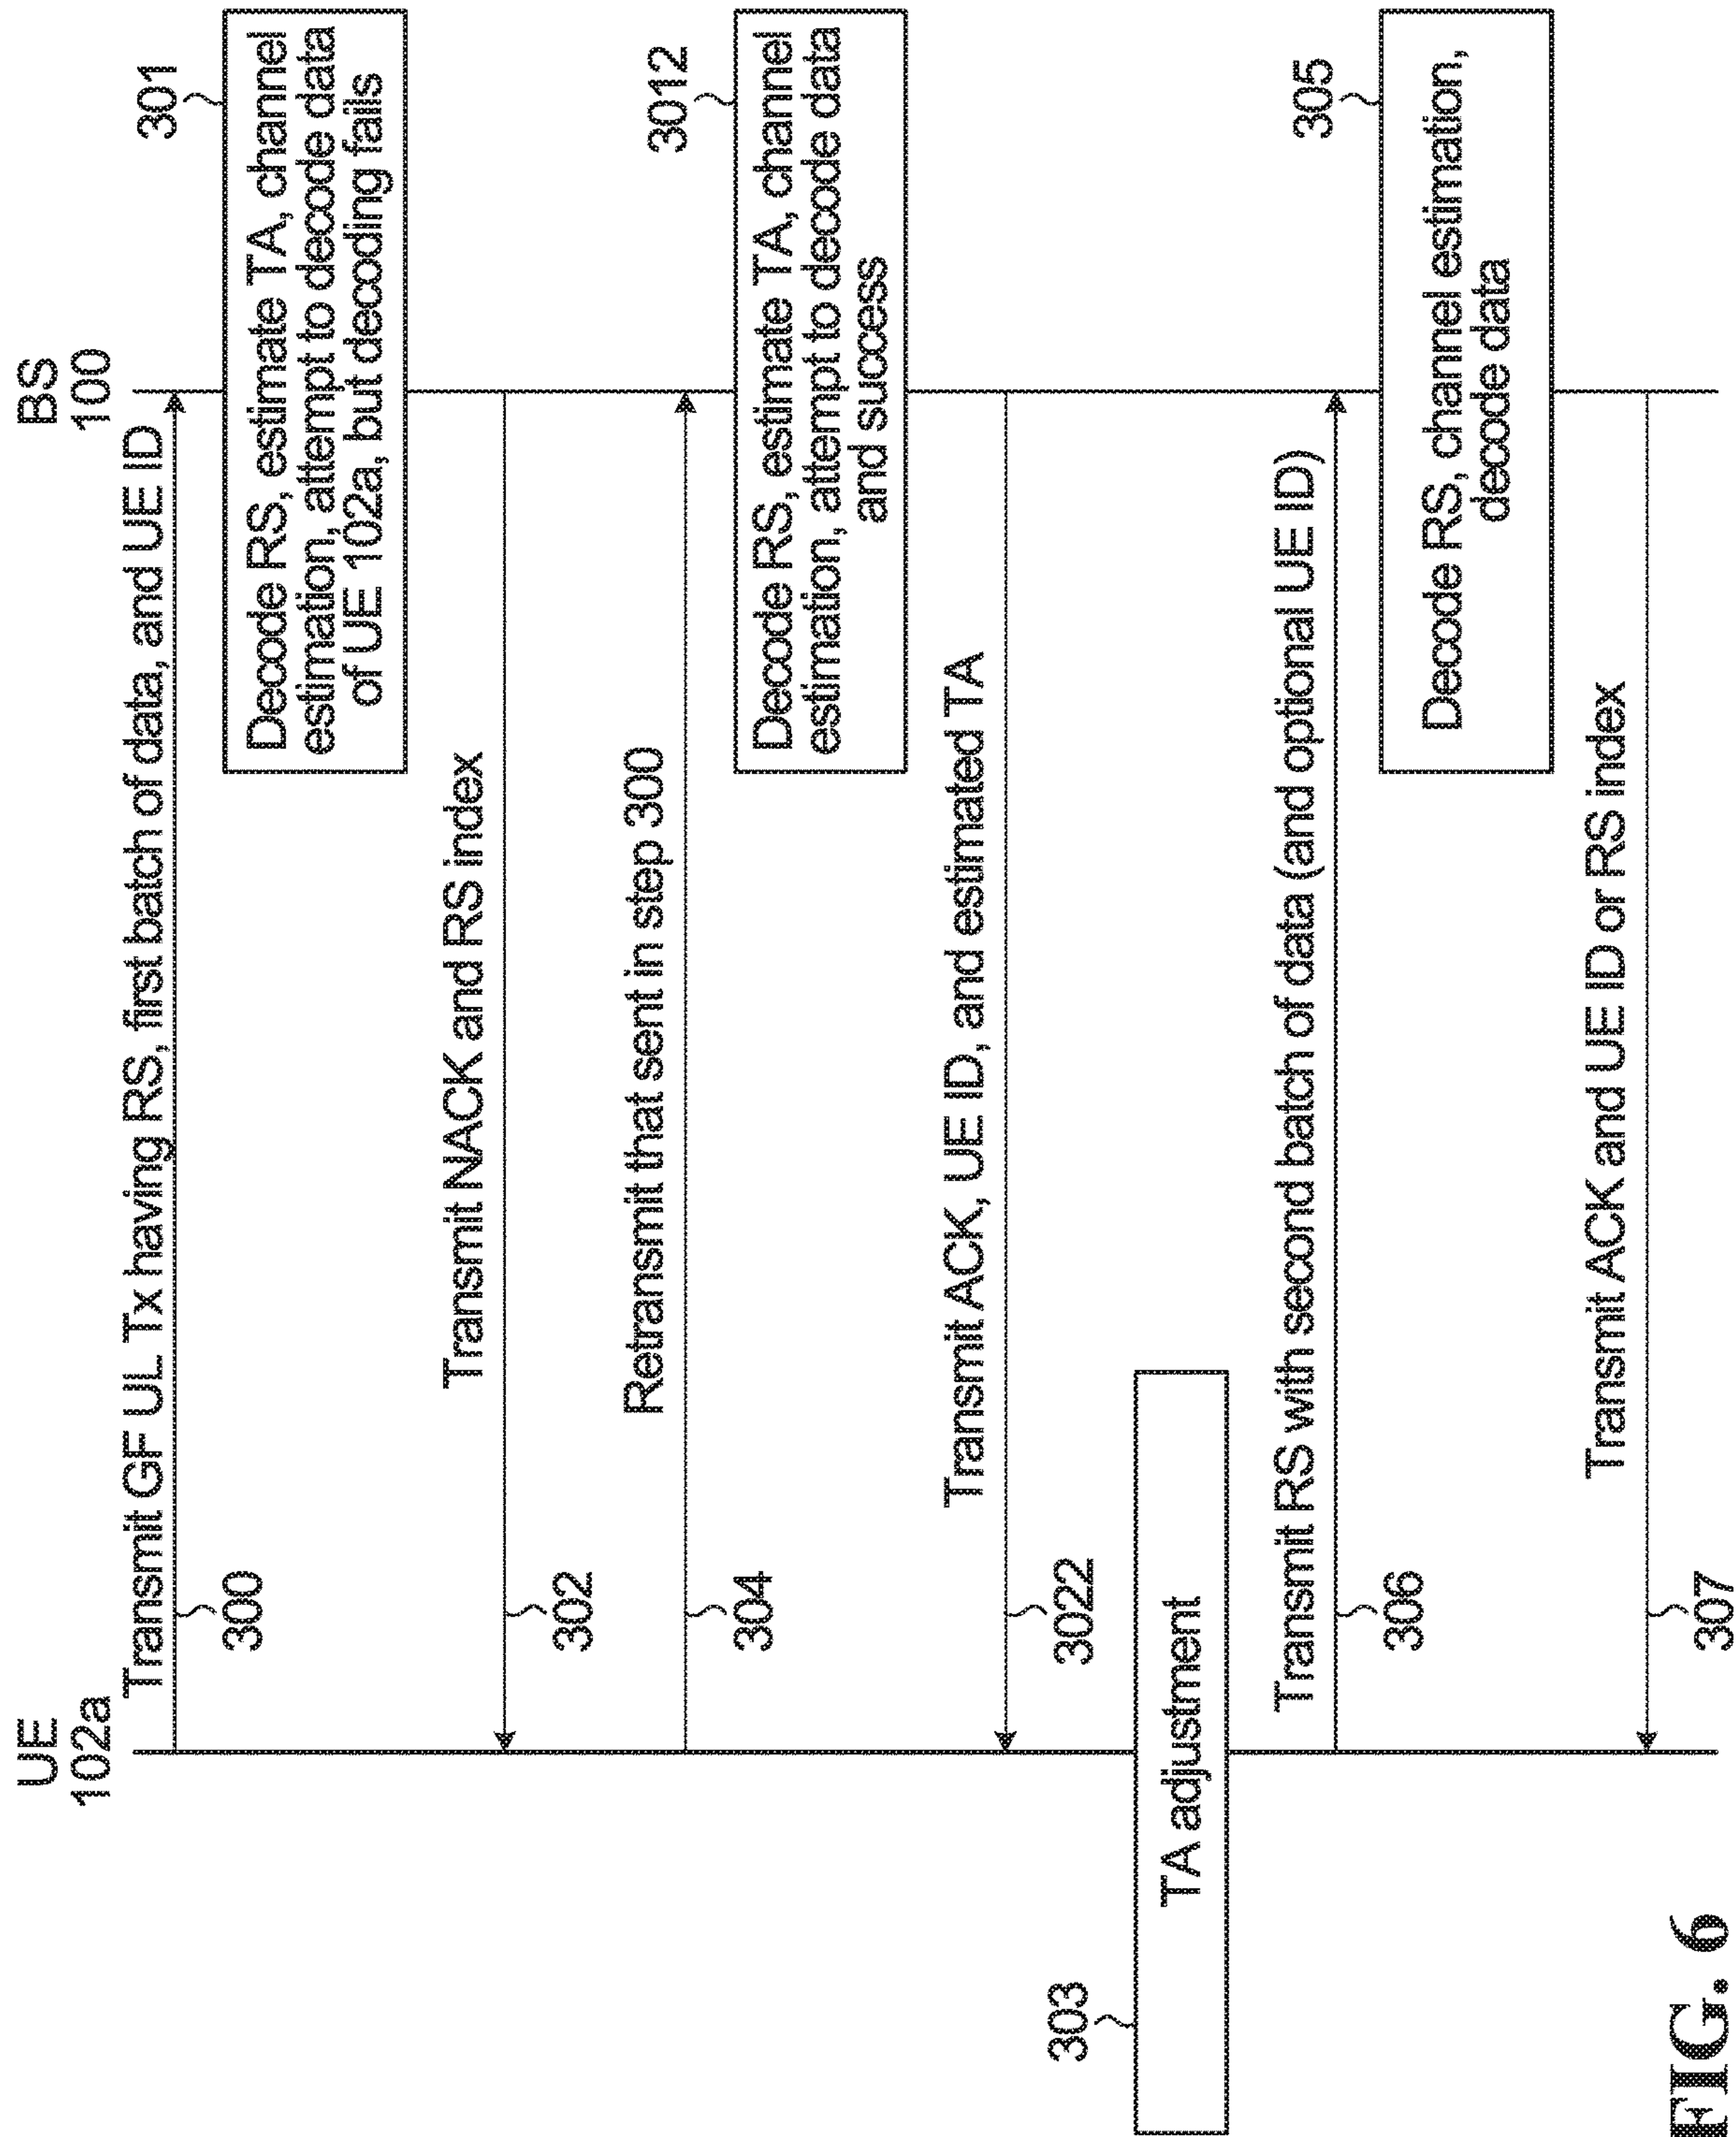 UE
102a
BS
100
Transmit GF UL Tx having RS, first batch of data, and UE ID
300
301
Decode RS, estimate TA, channel
estimation, attempt to decode data
of UE 102a, but decoding fails
Transmit NACK and RS index
302
Retransmit that sent in step 300
304
3012
Decode RS, estimate TA, channel
estimation, attempt to decode data
and success
Transmit ACK, UE ID, and estimated TA
3022
303
TA adjustment
Transmit RS with second batch of data (and optional UE ID)
306
305
Decode RS, channel estimation,
decode data
Transmit ACK and UE ID or RS index
307
FIG. 6